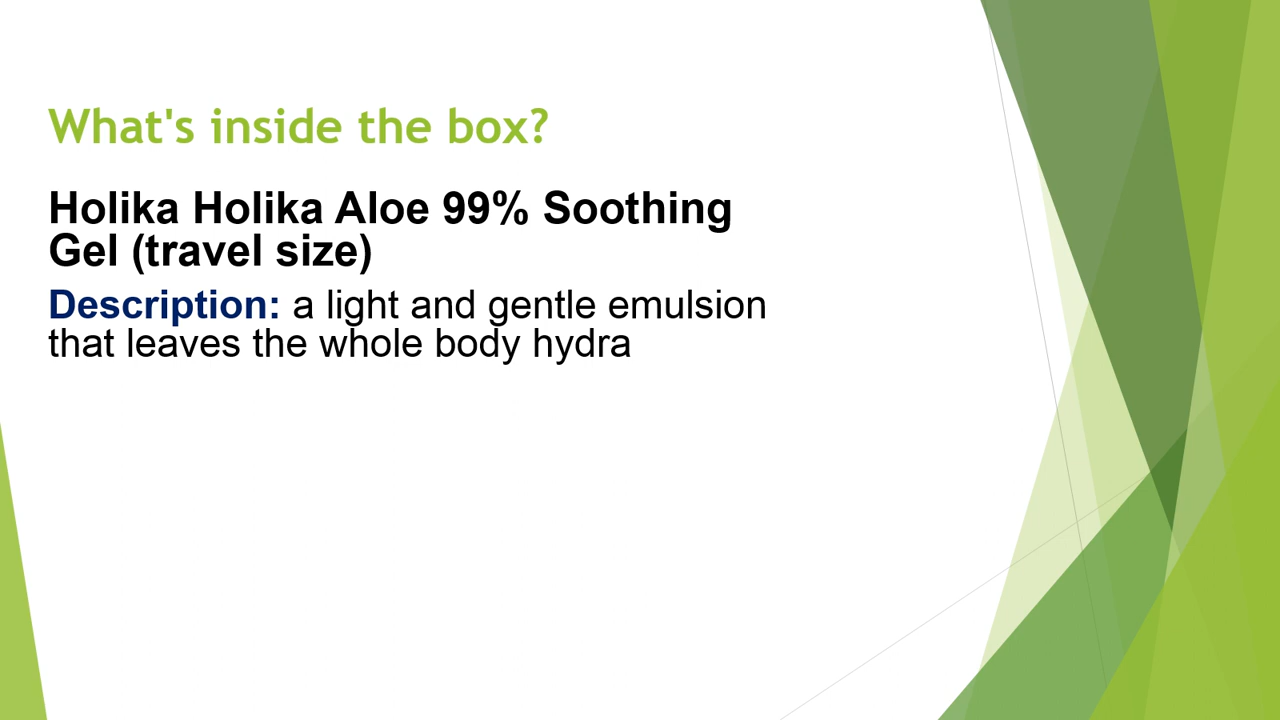 What's inside the box?
Holika Holika Aloe 99% Soothing
Gel (travel size)
Description: a light and gentle emulsion
that leaves the whole body hydra